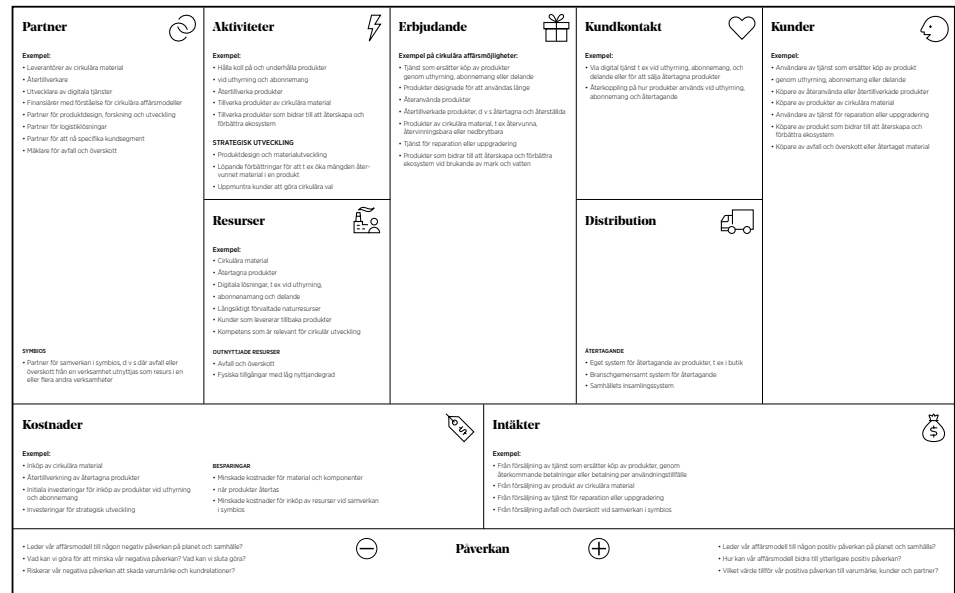 Partner
Exempel:
• Leverantörer av cirkulära material
• Återtillverkare
• Utvecklare av digitala tjänster
• Finansiärer med förståelse för cirkulära affärsmodeller
• Partner för produktdesign, forskning och utveckling
• Partner för logistiklösningar
• Partner för att nå specifika kundsegment
• Mäklare för avfall och överskott
SYMBIOS
• Partner för samverkan i symbios, d v s där avfall eller
överskott från en verksamhet utnyttjas som resurs i en
eller flera andra verksamheter
Aktiviteter
Exempel:
• Hålla koll på och underhålla produkter
• vid uthyrning och abonnemang
• Återtillverka produkter
• Tillverka produkter av cirkulära material
• Tillverka produkter som bidrar till att återskapa och
förbättra ekosystem
STRATEGISK UTVECKLING
• Produktdesign och materialutveckling
• Löpande förbättringar för att t ex öka mängden åter-
vunnet material i en produkt
• Uppmuntra kunder att göra cirkulära val
Resurser
Exempel:
• Cirkulära material
• Återtagna produkter
• Digitala lösningar, t ex vid uthyrning,
• abonnenamang och delande
• Långsiktigt förvaltade naturresurser
• Kunder som levererar tillbaka produkter
• Kompetens som är relevant för cirkulär utveckling
OUTNYTTJADE RESURSER
• Avfall och överskott
• Fysiska tillgångar med låg nyttjandegrad
Erbjudande
Exempel på cirkulära affärsmöjligheter:
• Tjänst som ersätter köp av produkter
genom uthyrning, abonnemang eller delande
• Produkter designade för att användas länge
• Återanvända produkter
• Återtillverkade produkter, d v s återtagna och återställda
• Produkter av cirkulära material, t ex återvunna,
återvinningsbara eller nedbrytbara
• Tjänst för reparation eller uppgradering
• Produkter som bidrar till att återskapa och förbättra
ekosystem vid brukande av mark och vatten
Kundkontakt
Exempel:
• Via digital tjänst t ex vid uthyrning, abonnemang, och
delande eller för att sälja återtagna produkter
• Återkoppling på hur produkter används vid uthyrning,
abonnemang och återtagande
Distribution
ÅTERTAGANDE
• Eget system för återtagande av produkter, t ex i butik
• Branschgemensamt system för återtagande
• Samhällets insamlingssystem
Kunder
Exempel:
• Användare av tjänst som ersätter köp av produkt
• genom uthyrning, abonnemang eller delande
• Köpare av återanvända eller återtillverkade produkter
• Köpare av produkter av cirkulära material
• Användare av tjänst för reparation eller uppgradering
• Köpare av produkt som bidrar till att återskapa och
förbättra ekosystem
• Köpare av avfall och överskott eller återtaget material
Kostnader
Exempel:
• Inköp av cirkulära material
• Återtillverkning av återtagna produkter
• Initiala investeringar för inköp av produkter vid uthyrning
och abonnemang
• Investeringar för strategisk utveckling
BESPARINGAR
• Minskade kostnader för material och komponenter
• när produkter återtas
• Minskade kostnader för inköp av resurser vid samverkan
i symbios
Intäkter
Exempel:
• Från försäljning av tjänst som ersätter köp av produkter, genom
återkommande betalningar eller betalning per användningstillfälle
• Från försäljning av produkt av cirkulära material
• Från försäljning av tjänst för reparation eller uppgradering
• Från försäljning avfall och överskott vid samverkan i symbios
• Leder vår affärsmodell till någon negativ påverkan på planet och samhälle?
• Vad kan vi göra för att minska vår negativa påverkan? Vad kan vi sluta göra?
• Riskerar vår negativa påverkan att skada varumärke och kundrelationer?
Påverkan
• Leder vår affärsmodell till någon positiv påverkan på planet och samhälle?
• Hur kan vår affärsmodell bidra till ytterligare positiv påverkan?
• Vilket värde tillför vår positiva påverkan till varumärke, kunder och partner?